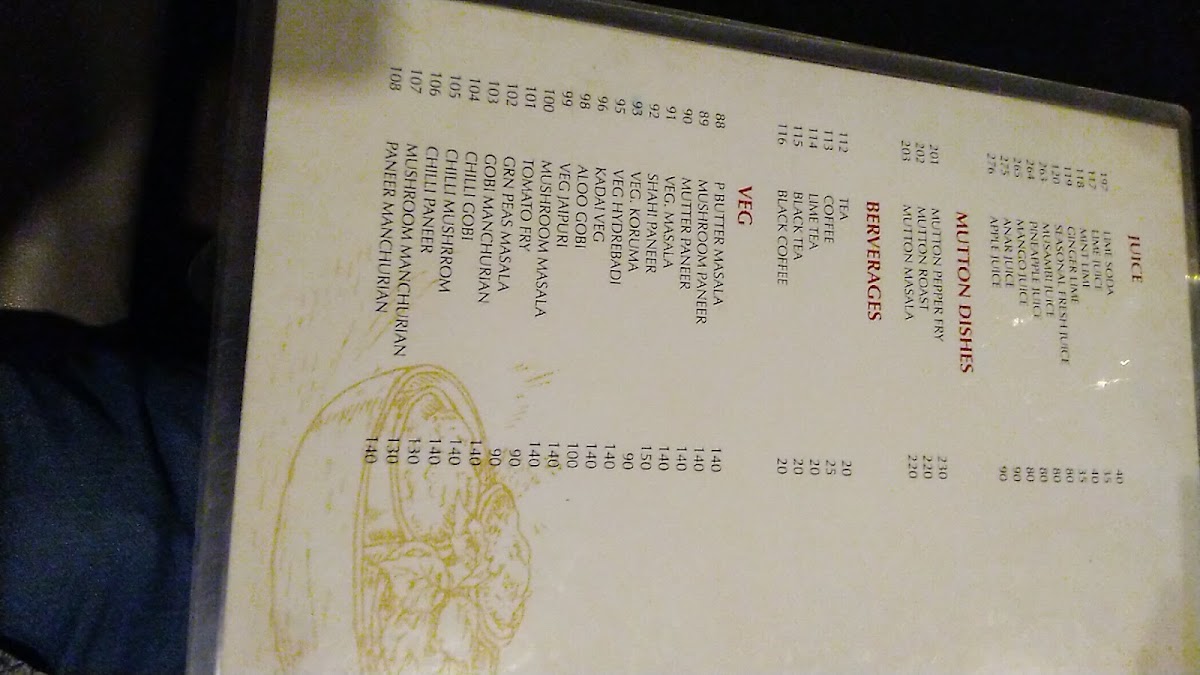 JUICE
197 LIME SODA 40
117 LIME JUICE 35
118 MINT LIME 40
119 GINGER LIME 35
120 SEASONAL FRESH JUICE 80
263 MUSAMBI JUICE 80
264 PINEAPPLE JUICE 80
265 MANGO JUICE 80
275 ANAR JUICE 90
276 APPLE JUICE 90
MUTTON DISHES
201 MUTTON PEPPER FRY 230
202 MUTTON ROAST 220
203 MUTTON MASALA 220
BERVERAGES
112 TEA 20
113 COFFEE 25
114 LIME TEA 20
115 BLACK TEA 20
116 BLACK COFFEE 20
VEG
88 P BUTTER MASALA 140
89 MUSHROOM PANEER 140
90 MUTTER PANEER 140
91 VEG. MASALA 140
92 SHAHI PANEER 150
93 VEG. KORUMA 90
95 VEG HYDREBADI 140
96 KADAI VEG 140
98 ALOO GOBI 100
99 VEG JAIPURI 140
100 MUSHROOM MASALA 140
101 TOMATO FRY 90
102 GRN PEAS MASALA 90
103 GOBI MANCHURIAN 140
104 CHILLI GOBI 140
105 CHILLI MUSHRROM 140
106 CHILLI PANEER 130
107 MUSHROOM MANCHURIAN 130
108 PANEER MANCHURIAN 140